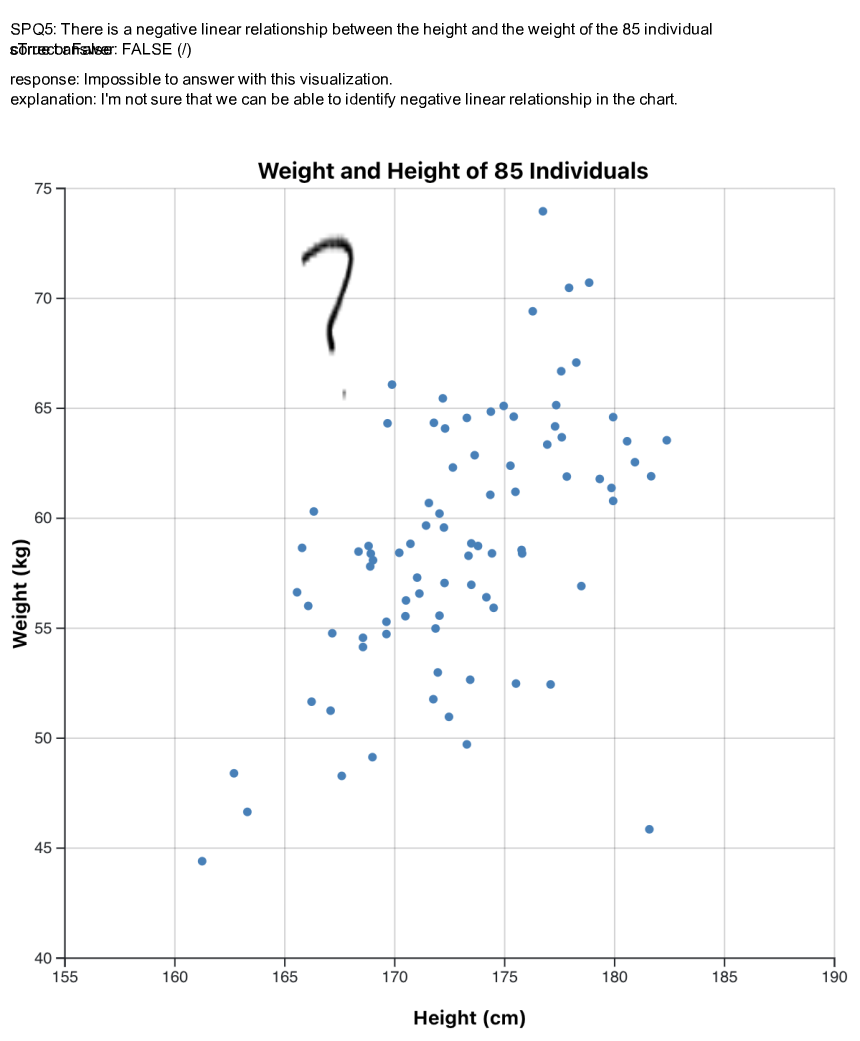 SPQ5: There is a negative linear relationship between the height and the weight of the 85 individual
correct answer: FALSE (/)
response: Impossible to answer with this visualization.
explanation: I'm not sure that we can be able to identify negative linear relationship in the chart.
Weight and Height of 85 Individuals
75
?
70
65
60
Weight (kg)
55
50
45
40
155 160 165 170 175 180 185 190
Height (cm)